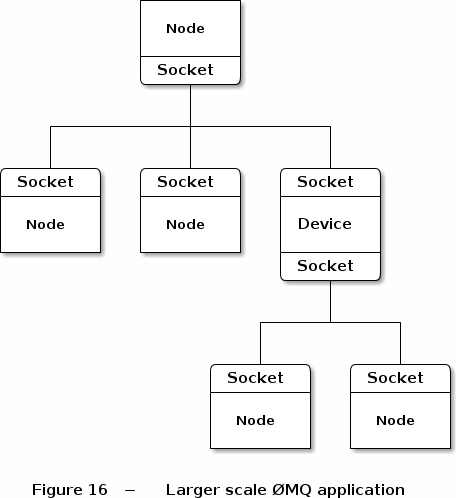 Node
Socket
Socket Socket Socket
Node Node Device
Socket
Socket Socket
Node Node
Figure 16 — Larger scale ØMQ application